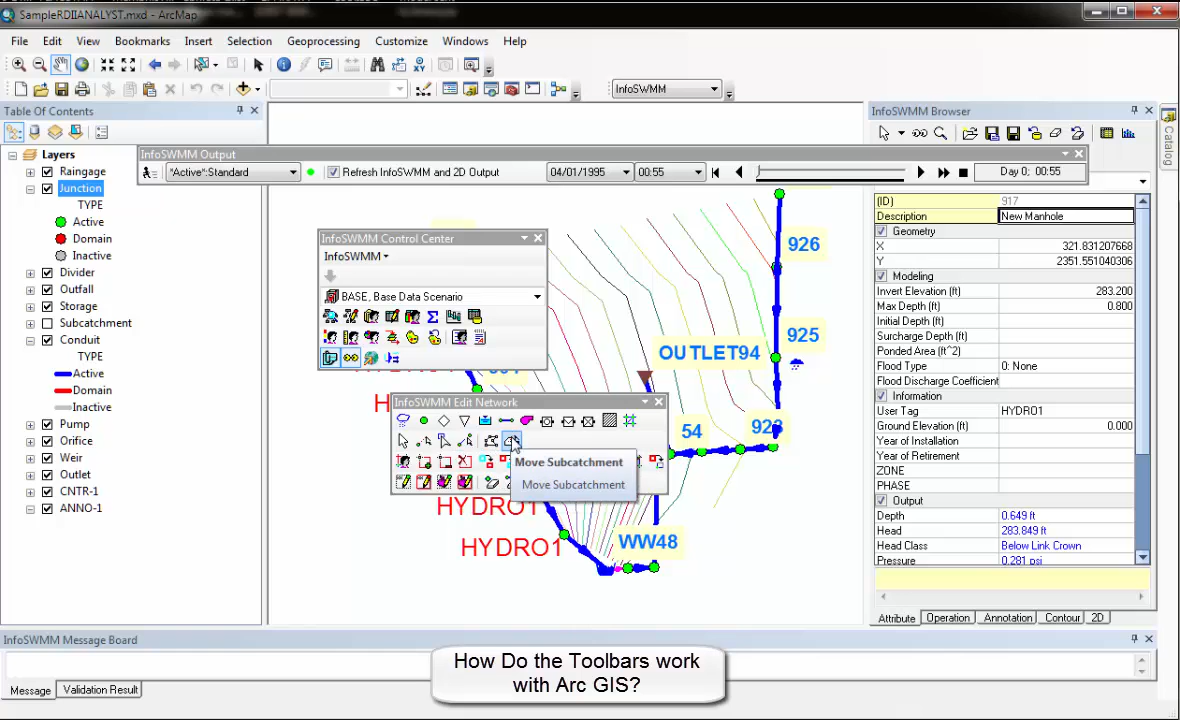 SampleRDIIANALYST.mxd - ArcMap
File Edit View Bookmarks Insert Selection Geoprocessing Customize Windows Help
InfoSWMM
Table Of Contents
InfoSWMM Browser
Catalog
Layers
Raingage
Junction
TYPE
Active
Domain
Inactive
Divider
Outfall
Storage
Subcatchment
Conduit
TYPE
Active
Domain
Inactive
Pump
Orifice
Weir
Outlet
CNTR-1
ANNO-1
InfoSWMM Output
*Active*:Standard
Refresh InfoSWMM and 2D Output
04/01/1995
00:55
Day 0; 00:55
InfoSWMM Control Center
InfoSWMM
BASE, Base Data Scenario
926
925
OUTLET94
54
InfoSWMM Edit Network
Move Subcatchment
Move Subcatchment
HYDRO1
HYDRO1
WW48
(ID) 917
Description New Manhole
Geometry
X 321.831207668
Y 2351.551040306
Modeling
Invert Elevation (ft) 283.200
Max Depth (ft) 0.800
Initial Depth (ft)
Surcharge Depth (ft)
Ponded Area (ft^2)
Flood Type 0: None
Flood Discharge Coefficient
Information
User Tag HYDRO1
Ground Elevation (ft) 0.000
Year of Installation
Year of Retirement
ZONE
PHASE
Output
Depth 0.649 ft
Head 283.849 ft
Head Class Below Link Crown
Pressure 0.281 psi
Attribute Operation Annotation Contour 2D
InfoSWMM Message Board
Message Validation Result
How Do the Toolbars work
with Arc GIS?